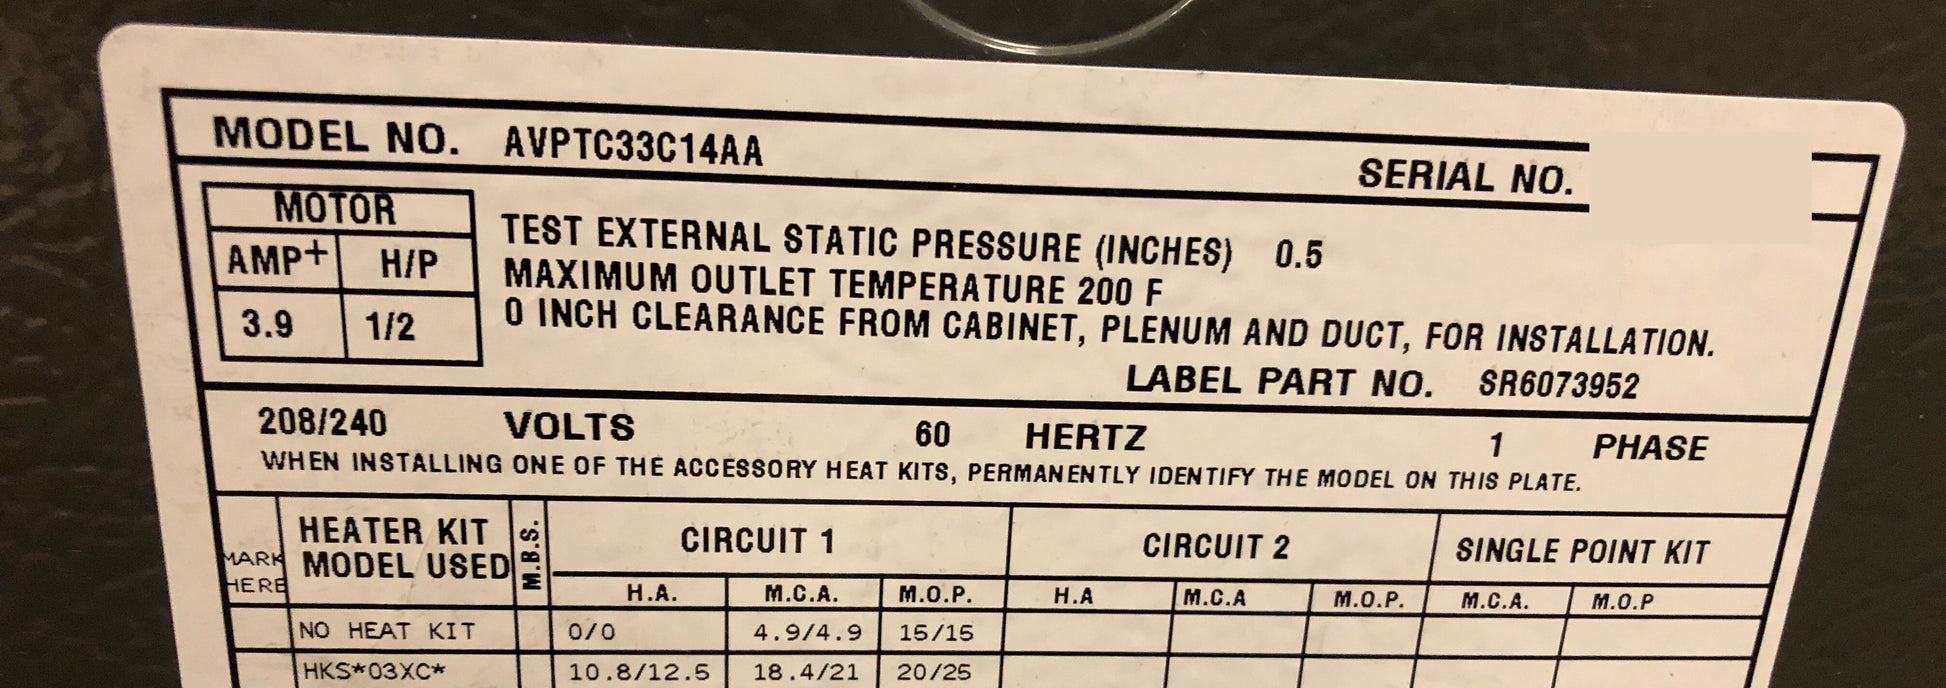 MODEL NO. AVPTC33C14AA SERIAL NO.
MOTOR
AMP+ H/P
3.9 1/2
TEST EXTERNAL STATIC PRESSURE (INCHES) 0.5
MAXIMUM OUTLET TEMPERATURE 200 F
0 INCH CLEARANCE FROM CABINET, PLENUM AND DUCT, FOR INSTALLATION.
LABEL PART NO. SR6073952
208/240 VOLTS 60 HERTZ 1 PHASE
WHEN INSTALLING ONE OF THE ACCESSORY HEAT KITS, PERMANENTLY IDENTIFY THE MODEL ON THIS PLATE.
MARK HERE
HEATER KIT
MODEL USED
M.B.S.
CIRCUIT 1 CIRCUIT 2 SINGLE POINT KIT
H.A. M.C.A. M.O.P. H.A M.C.A M.O.P. M.C.A. M.O.P
NO HEAT KIT 0/0 4.9/4.9 15/15
HKS*03XC* 10.8/12.5 18.4/21 20/25